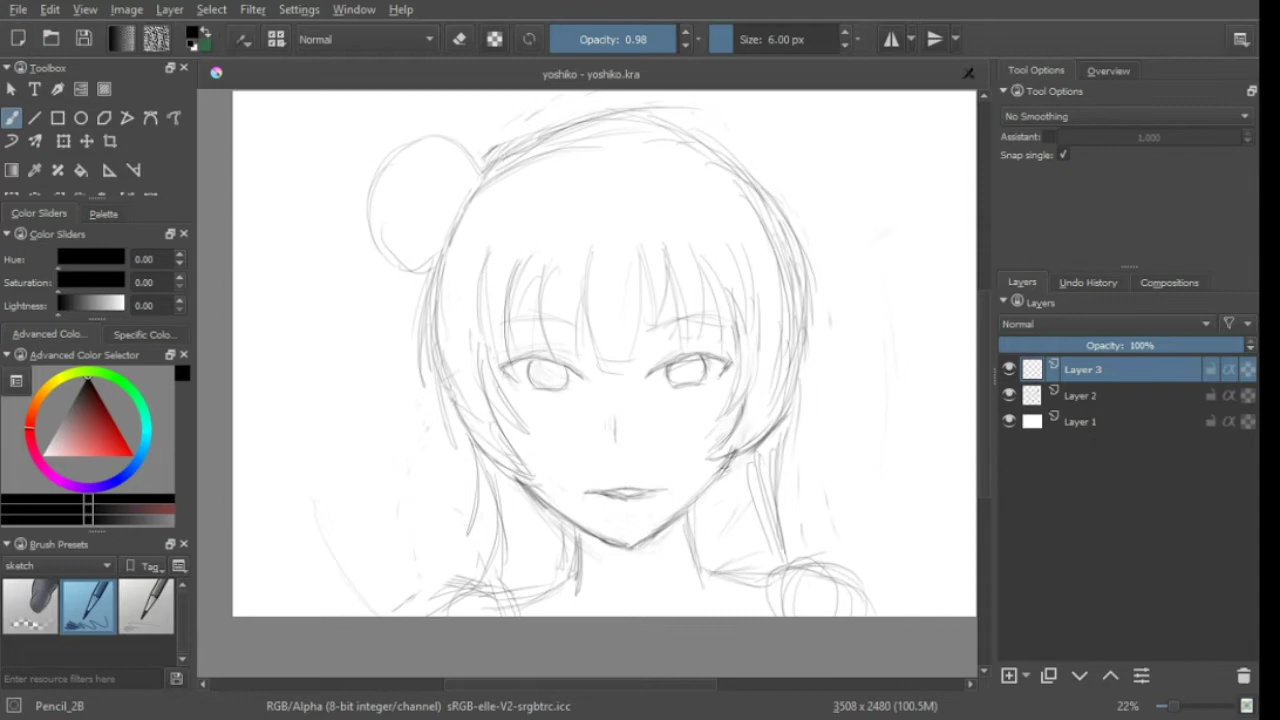 File Edit View Image Layer Select Filter Settings Window Help
Normal Opacity: 0.98 Size: 6.00 px
Toolbox
yoshiko - yoshiko.kra
Tool Options Overview
Tool Options
No Smoothing
Assistant: 1.000
Snap single:
Color Sliders Palette
Color Sliders
Hue: 0.00
Saturation: 0.00
Lightness: 0.00
Layers Undo History Compositions
Layers
Normal
Opacity: 100%
Layer 3
Layer 2
Layer 1
Advanced Colo... Specific Colo...
Advanced Color Selector
Brush Presets
sketch Tag
Enter resource filters here
Pencil_2B RGB/Alpha (8-bit integer/channel) sRGB-elle-V2-srgbtrc.icc 3508 x 2480 (100.5M) 22%